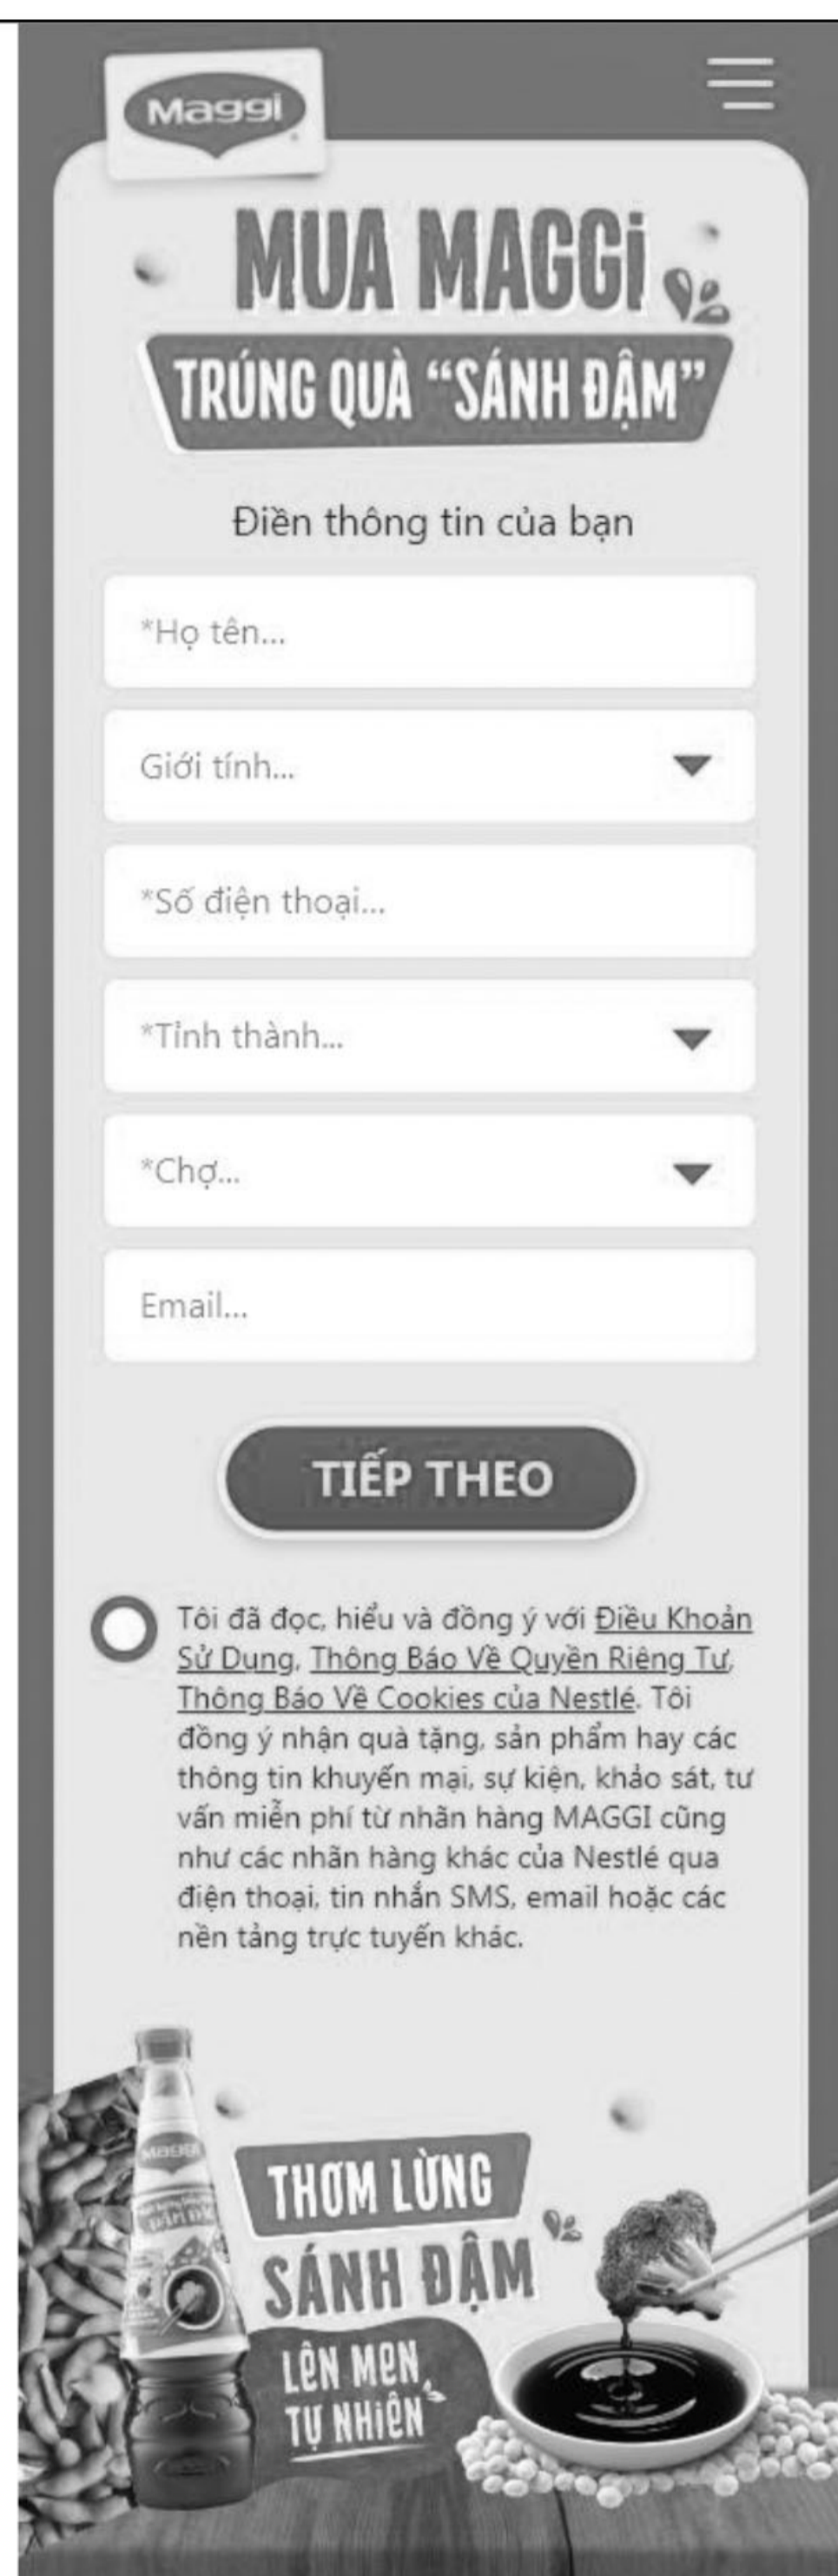 Maggi
MUA MAGGi
TRÚNG QUÀ “SÁNH ĐẬM”
Điền thông tin của bạn
*Họ tên...
Giới tính...
*Số điện thoại...
*Tỉnh thành...
*Chợ...
Email...
TIẾP THEO
Tôi đã đọc, hiểu và đồng ý với Điều Khoản
Sử Dụng, Thông Báo Về Quyền Riêng Tư,
Thông Báo Về Cookies của Nestlé. Tôi
đồng ý nhận quà tặng, sản phẩm hay các
thông tin khuyến mại, sự kiện, khảo sát, tư
vấn miễn phí từ nhãn hàng MAGGI cũng
như các nhãn hàng khác của Nestlé qua
điện thoại, tin nhắn SMS, email hoặc các
nền tảng trực tuyến khác.
Maggi
THƠM LỪNG
SÁNH ĐẬM
LÊN MEN
TỰ NHIÊN